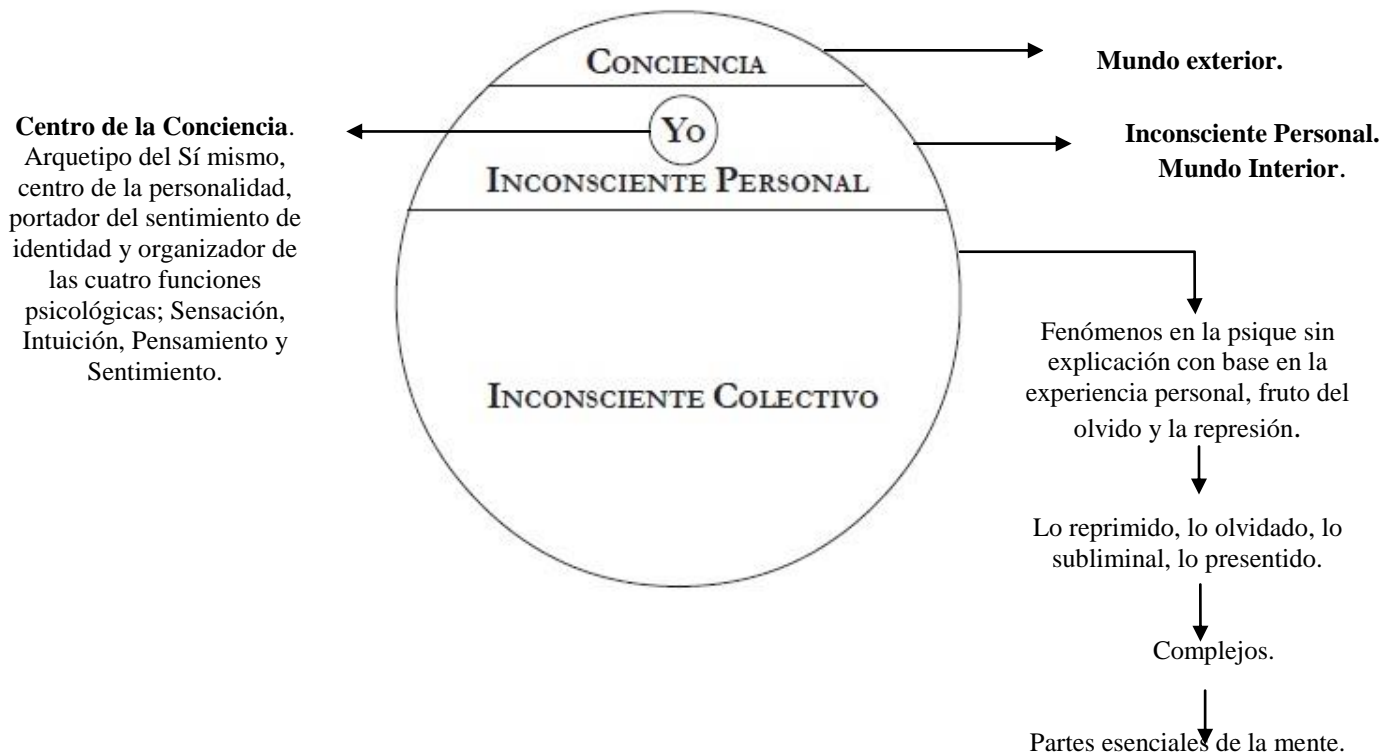 CONCIENCIA
Yo
INCONSCIENTE PERSONAL
INCONSCIENTE COLECTIVO
Centro de la Conciencia.
Arquetipo del Sí mismo,
centro de la personalidad,
portador del sentimiento de
identidad y organizador de
las cuatro funciones
psicológicas; Sensación,
Intuición, Pensamiento y
Sentimiento.
Mundo exterior.
Inconsciente Personal.
Mundo Interior.
Fenómenos en la psique sin
explicación con base en la
experiencia personal, fruto del
olvido y la represión.
Lo reprimido, lo olvidado, lo
subliminal, lo presentido.
Complejos.
Partes esenciales de la mente.